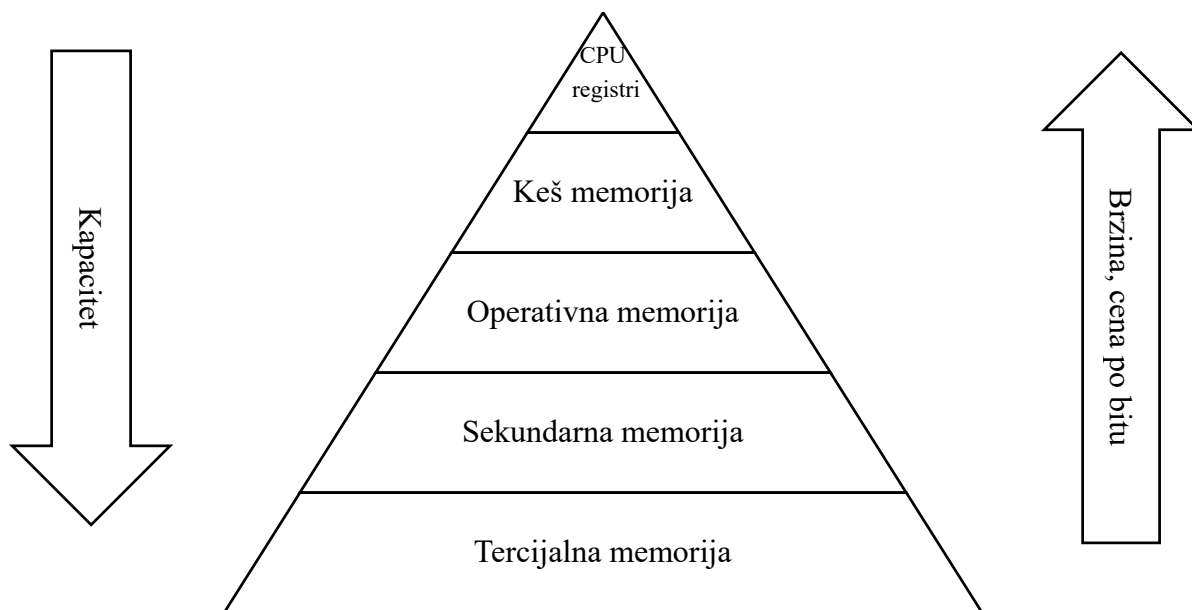 CPU
registri
Keš memorija
Operativna memorija
Sekundarna memorija
Tercijalna memorija
Kapacitet
Brzina, cena po bitu